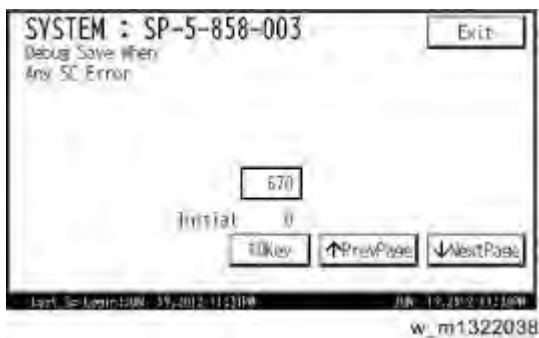 SYSTEM : SP-5-858-003
Exit
Debug Save When
Any SC Error
670
Initial 0
10Key ↑PrevPage ↓NextPage
w_m1322038